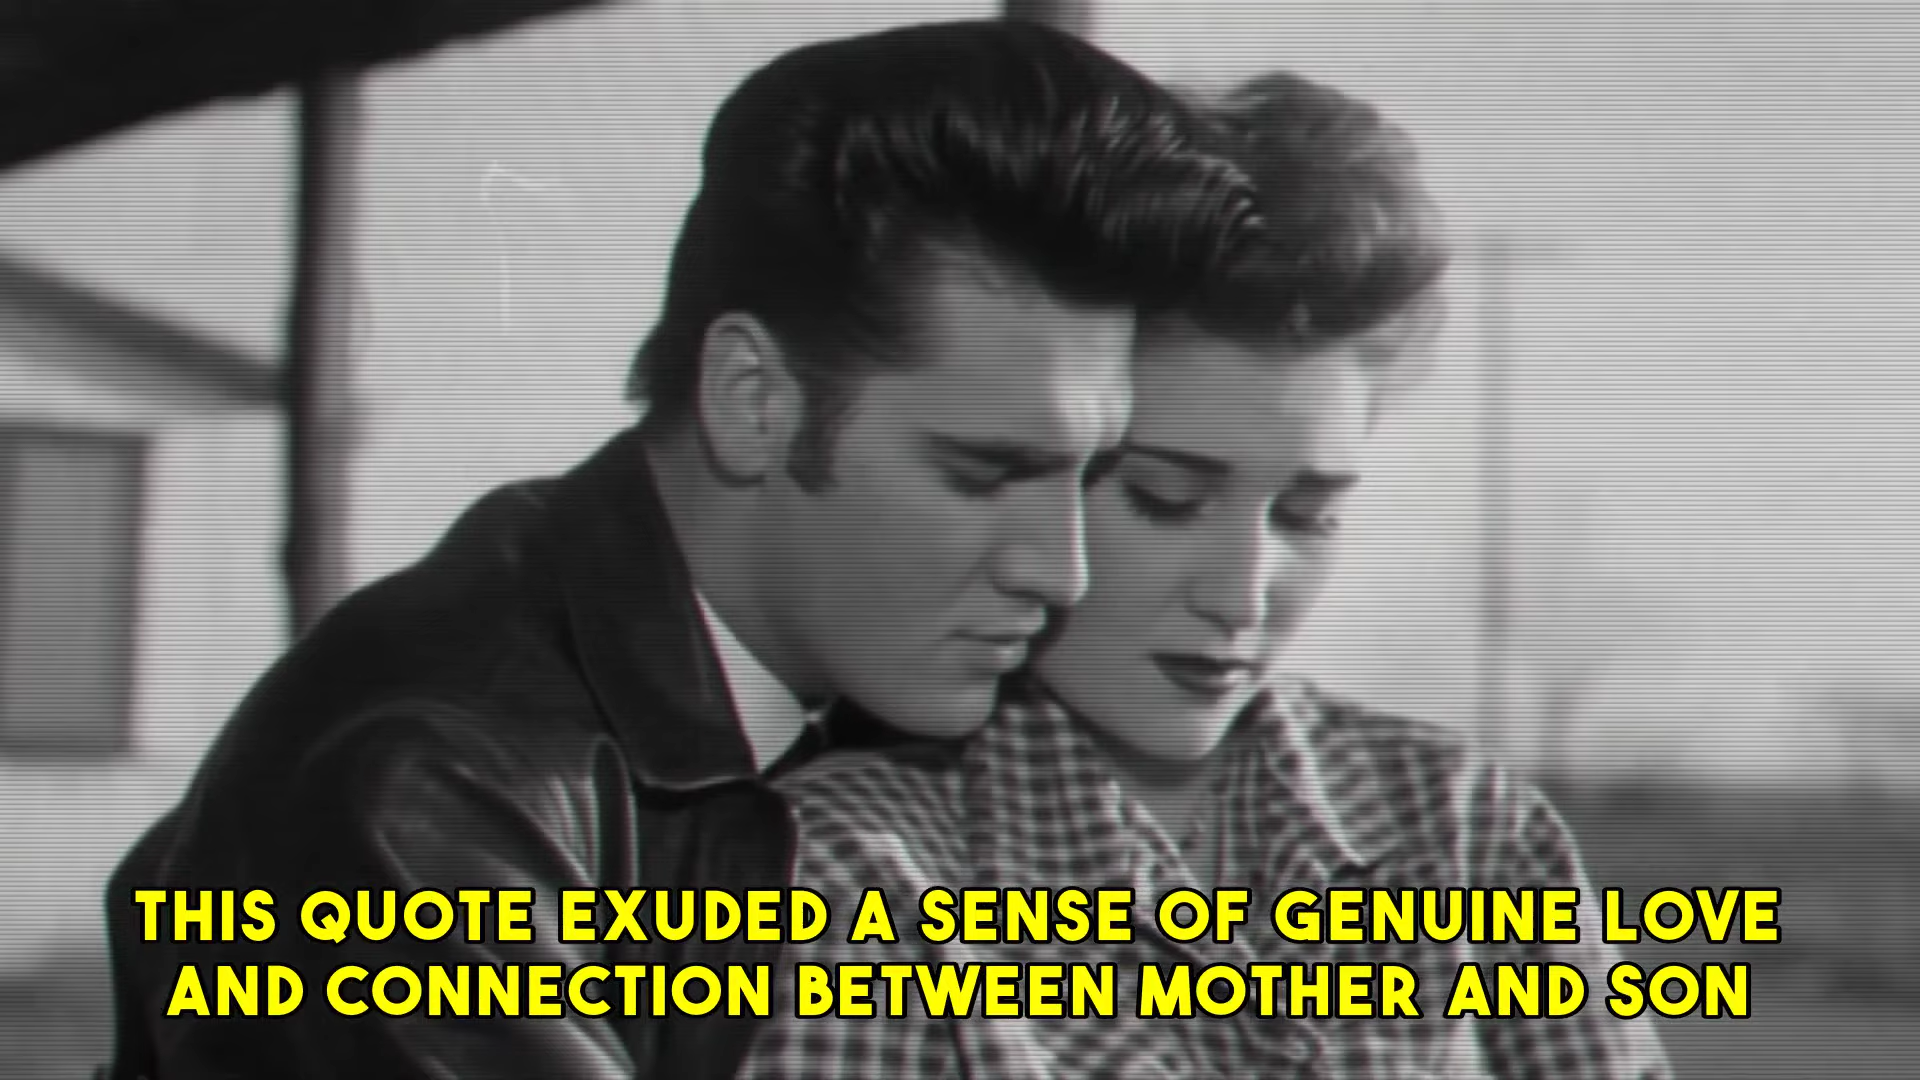 THIS QUOTE EXUDED A SENSE OF GENUINE LOVE
AND CONNECTION BETWEEN MOTHER AND SON